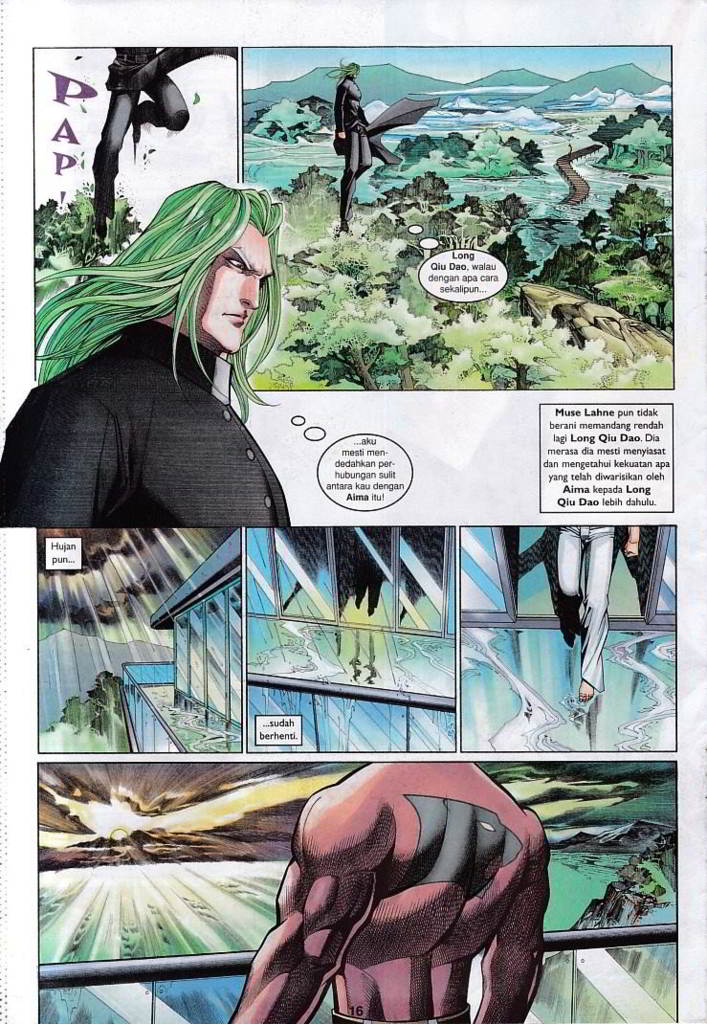 PAP!
Long
Qiu Dao, walau
dengan apa cara
sekalipun...
...aku
mesti men-
dedahkan per-
hubungan sulit
antara kau dengan
Aima itu!
Muse Lahne pun tidak
berani memandang rendah
lagi Long Qiu Dao. Dia
merasa dia mesti menyiasat
dan mengetahui kekuatan apa
yang telah diwarisikan oleh
Aima kepada Long
Qiu Dao lebih dahulu.
Hujan
pun...
...sudah
berhenti.
16